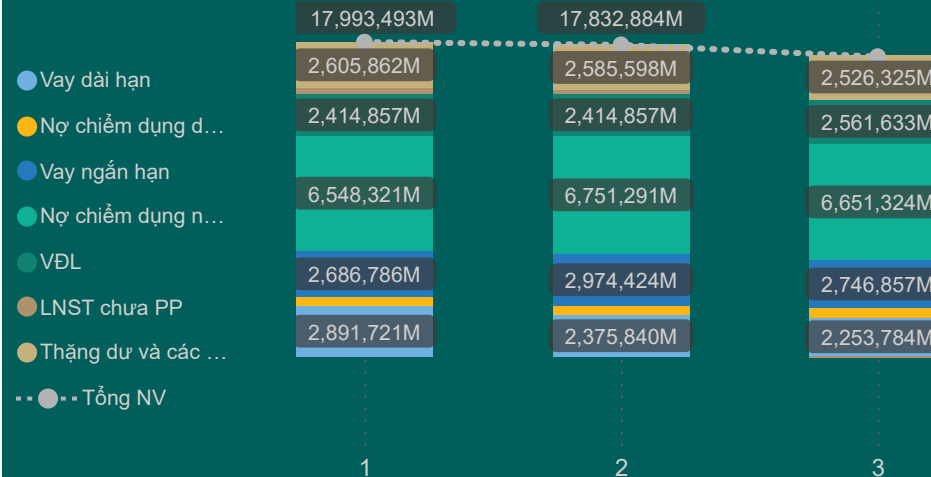 17,993,493M
17,832,884M
2,605,862M
2,585,598M
2,526,325M
Vay dài hạn
2,414,857M
2,414,857M
2,561,633M
Nợ chiếm dụng d...
Vay ngắn hạn
6,548,321M
6,751,291M
6,651,324M
Nợ chiếm dụng n...
VĐL
2,686,786M
2,974,424M
2,746,857M
LNST chưa PP
2,891,721M
2,375,840M
2,253,784M
Thặng dư và các ...
Tổng NV
1
2
3